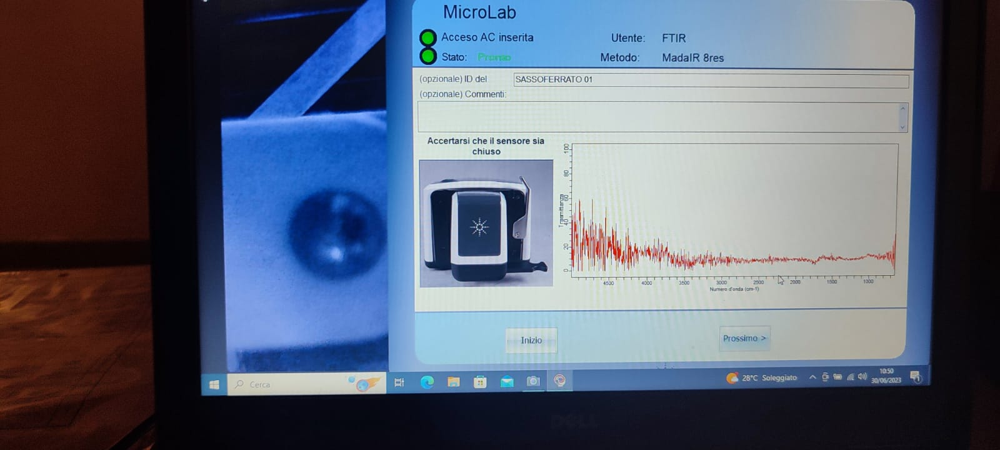 MicroLab
Acceso AC inserita
Utente: FTIR
Stato: Pronto
Metodo: MadaIR 8res
(opzionale) ID del SASSOFERRATO 01
(opzionale) Commenti:
Accertarsi che il sensore sia
chiuso
Trasmittanza
100
80
60
40
20
0
4500 4000 3500 3000 2500 2000 1500 1000
Numero d'onda (cm-1)
Inizio
Prossimo >
Cerca
28°C Soleggiato
10:50
30/06/2023
1
DELL